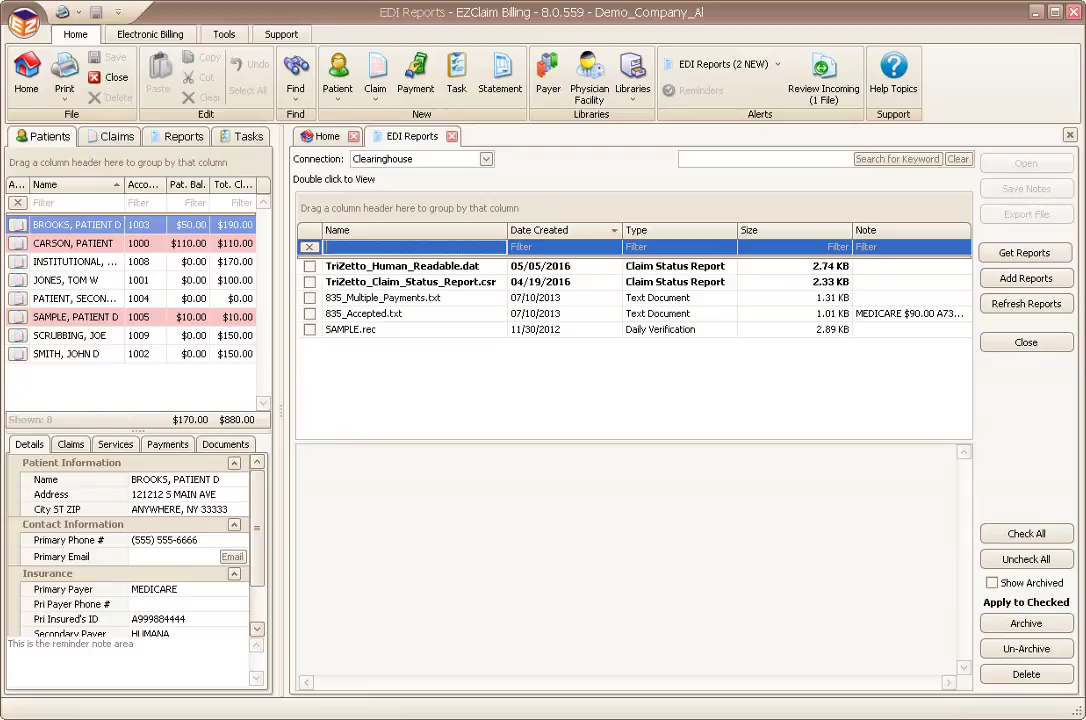 EDI Reports - EZClaim Billing - 8.0.559 - Demo_Company_AI
EZ
Home Electronic Billing Tools Support
Home Print Save Close Delete Paste Copy Cut Clear Undo Select All Find Patient Claim Payment Task Statement Payer Physician Facility Libraries EDI Reports (2 NEW) Reminders Review Incoming (1 File) Help Topics
File Edit Find New Libraries Alerts Support
Patients Claims Reports Tasks
Drag a column header here to group by that column
A... Name Acco... Pat. Bal. Tot. Cl...
Filter Filter Filter Filter
BROOKS, PATIENT D 1003 $50.00 $190.00
CARSON, PATIENT 1000 $110.00 $110.00
INSTITUTIONAL, ... 1008 $0.00 $170.00
JONES, TOM W 1001 $0.00 $100.00
PATIENT, SECON... 1004 $0.00 $0.00
SAMPLE, PATIENT D 1005 $10.00 $10.00
SCRUBBING, JOE 1009 $0.00 $150.00
SMITH, JOHN D 1002 $0.00 $150.00
Shown: 8 $170.00 $880.00
Details Claims Services Payments Documents
Patient Information
Name BROOKS, PATIENT D
Address 121212 S MAIN AVE
City ST ZIP ANYWHERE, NY 33333
Contact Information
Primary Phone # (555) 555-6666
Primary Email Email
Insurance
Primary Payer MEDICARE
Pri Payer Phone #
Pri Insured's ID A999884444
Secondary Payer HUMANA
This is the reminder note area
Home EDI Reports
Connection: Clearinghouse Search for Keyword Clear
Double click to View
Drag a column header here to group by that column
Name Date Created Type Size Note
Filter Filter Filter Filter
TriZetto_Human_Readable.dat 05/05/2016 Claim Status Report 2.74 KB
TriZetto_Claim_Status_Report.csr 04/19/2016 Claim Status Report 2.33 KB
835_Multiple_Payments.txt 07/10/2013 Text Document 1.31 KB
835_Accepted.txt 07/10/2013 Text Document 1.01 KB MEDICARE $90.00 A73...
SAMPLE.rec 11/30/2012 Daily Verification 2.89 KB
Open
Save Notes
Export File
Get Reports
Add Reports
Refresh Reports
Close
Check All
Uncheck All
Show Archived
Apply to Checked
Archive
Un-Archive
Delete